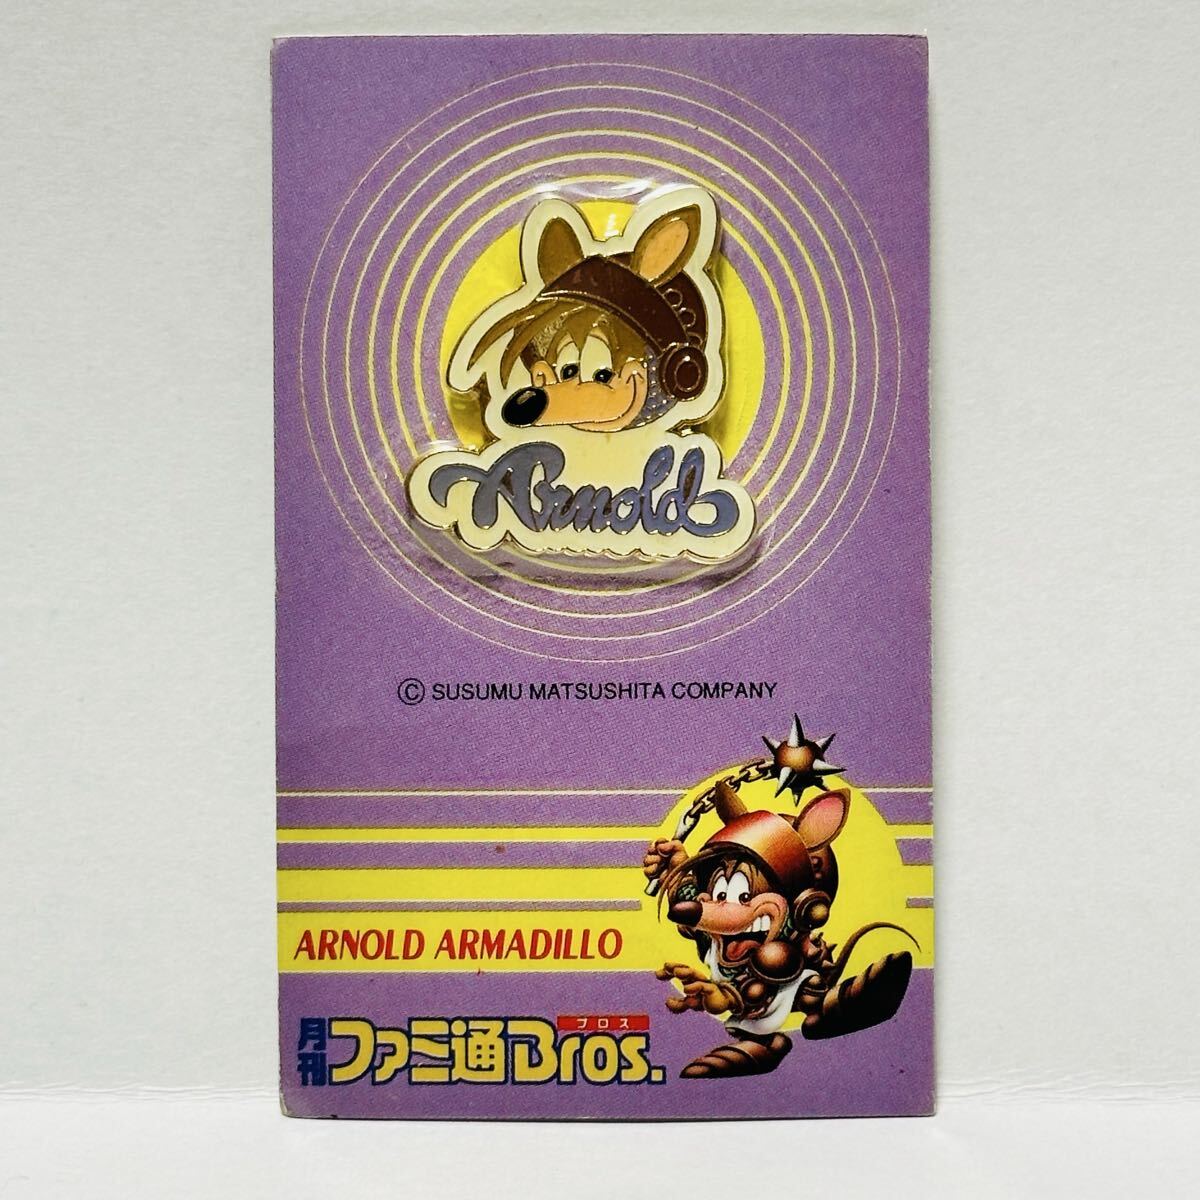 Arnold
© SUSUMU MATSUSHITA COMPANY
ARNOLD ARMADILLO
ブロス
月刊ファミ通Bros.